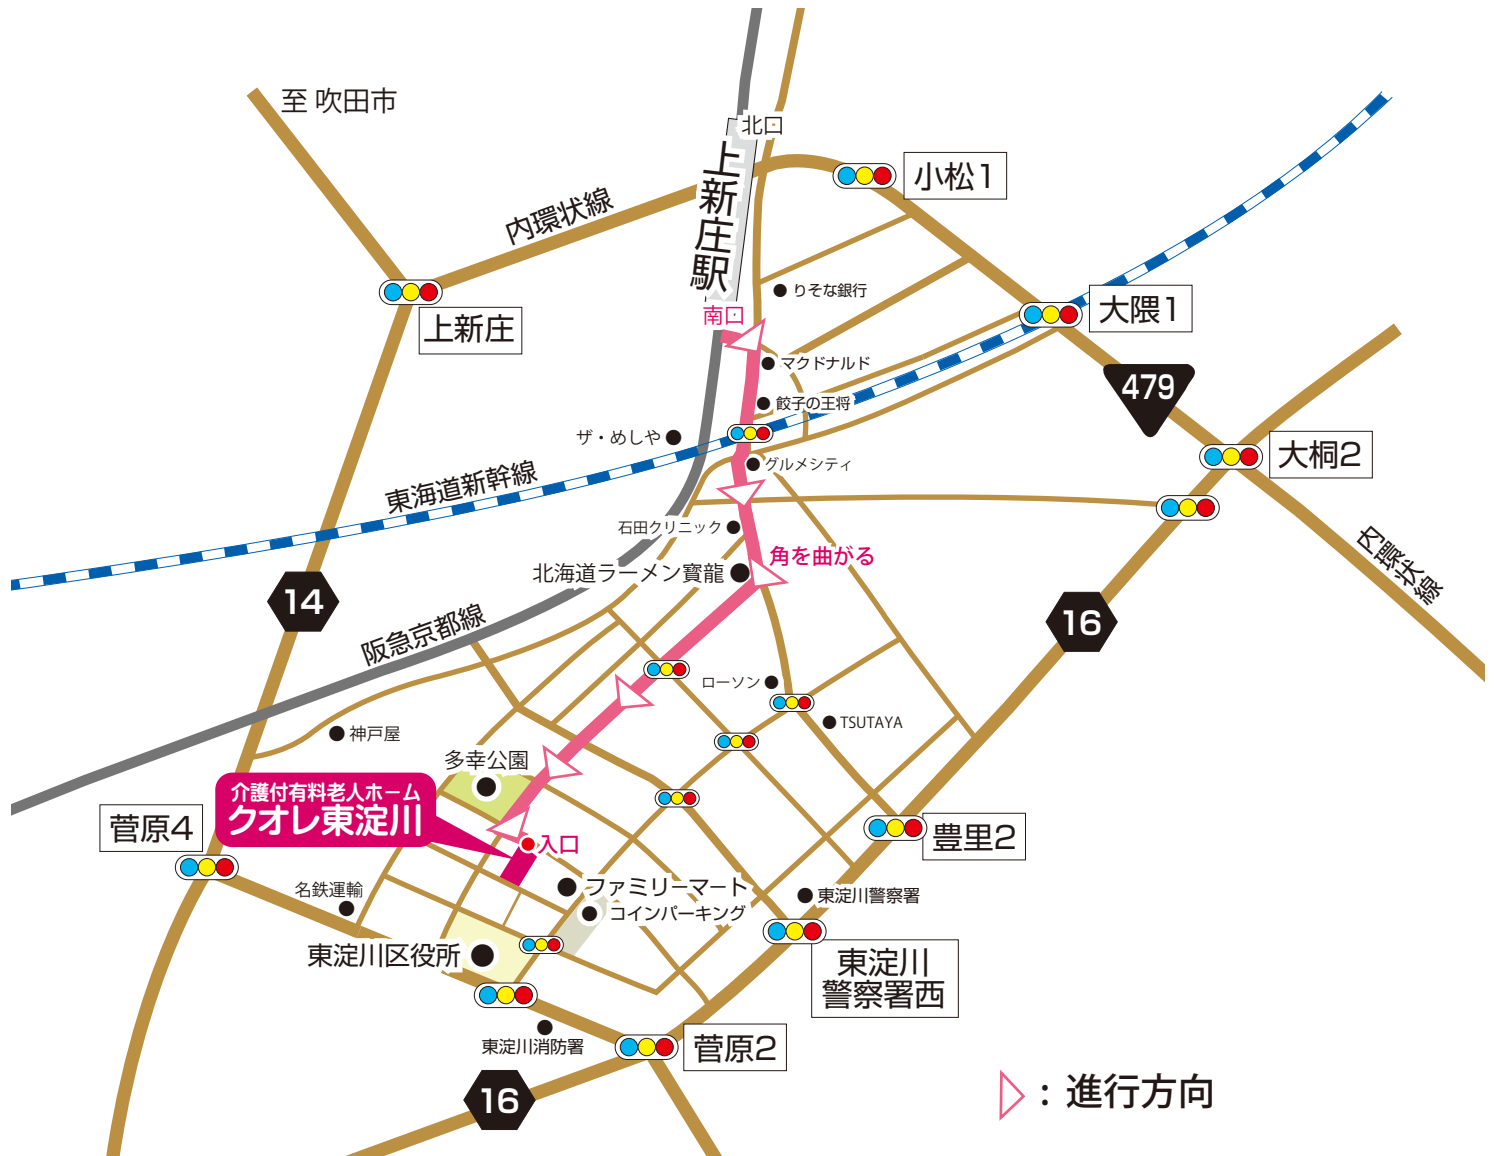 至 吹田市
北口
小松1
上新庄駅
内環状線
りそな銀行
大隈1
南口
上新庄
マクドナルド
479
餃子の王将
ザ・めしや
大桐2
グルメシティ
東海道新幹線
石田クリニック
角を曲がる
北海道ラーメン寳龍
内環状線
14
16
阪急京都線
ローソン
TSUTAYA
神戸屋
多幸公園
介護付有料老人ホーム
クオレ東淀川
菅原4
豊里2
入口
名鉄運輸
ファミリーマート
東淀川警察署
コインパーキング
東淀川区役所
東淀川
警察署西
東淀川消防署
菅原2
16
：進行方向